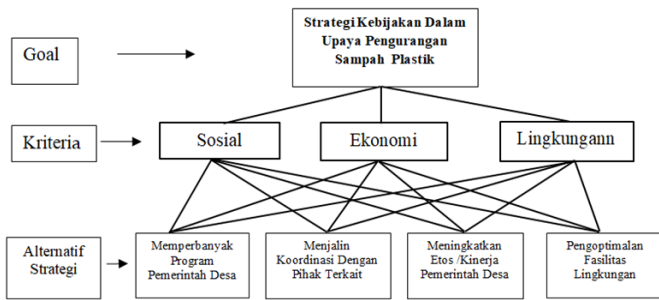 Goal
Strategi Kebijakan Dalam
Upaya Pengurangan
Sampah Plastik
Kriteria
Sosial
Ekonomi
Lingkungann
Alternatif
Strategi
Memperbanyak
Program
Pemerintah Desa
Menjalin
Koordinasi Dengan
Pihak Terkait
Meningkatkan
Etos /Kinerja
Pemerintah Desa
Pengoptimalan
Fasilitas
Lingkungan